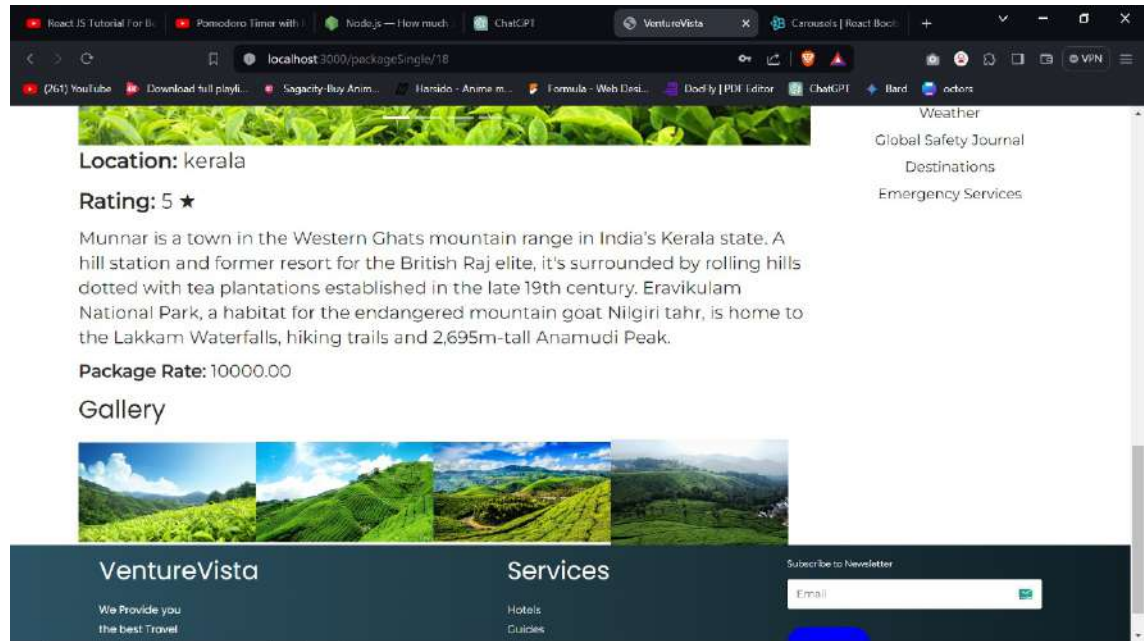 React JS Tutorial For Be
Pomodoro Timer with
Node.js — How much
ChatGPT
VentureVista
Carousels | React Boots
localhost:3000/packageSingle/18
VPN
(261) YouTube
Download full playli...
Sagacity-Buy Anim...
Harsido - Anime m...
Formula - Web Desi...
DocHly | PDF Editor
ChatGPT
Bard
octors
Weather
Global Safety Journal
Destinations
Emergency Services
Location: kerala
Rating: 5 ★
Munnar is a town in the Western Ghats mountain range in India's Kerala state. A
hill station and former resort for the British Raj elite, it's surrounded by rolling hills
dotted with tea plantations established in the late 19th century. Eravikulam
National Park, a habitat for the endangered mountain goat Nilgiri tahr, is home to
the Lakkam Waterfalls, hiking trails and 2,695m-tall Anamudi Peak.
Package Rate: 10000.00
Gallery
VentureVista
We Provide you
the best Travel
Services
Hotels
Guides
Subscribe to Newsletter
Email